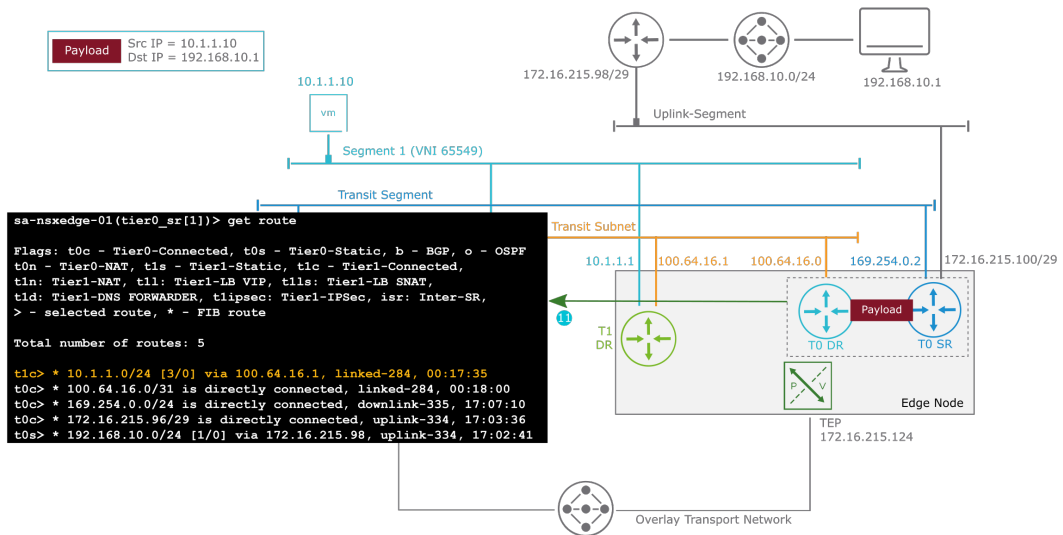 Payload
Src IP = 10.1.1.10
Dst IP = 192.168.10.1
172.16.215.98/29
192.168.10.0/24
192.168.10.1
10.1.1.10
vm
Uplink-Segment
Segment 1 (VNI 65549)
Transit Segment
Transit Subnet
sa-nsxedge-01(tier0_sr[1])> get route
Flags: t0c - Tier0-Connected, t0s - Tier0-Static, b - BGP, o - OSPF
t0n - Tier0-NAT, t1s - Tier1-Static, t1c - Tier1-Connected,
t1n: Tier1-NAT, t1l: Tier1-LB VIP, t1ls: Tier1-LB SNAT,
t1d: Tier1-DNS FORWARDER, t1ipsec: Tier1-IPSec, isr: Inter-SR,
> - selected route, * - FIB route
Total number of routes: 5
t1c> * 10.1.1.0/24 [3/0] via 100.64.16.1, linked-284, 00:17:35
t0c> * 100.64.16.0/31 is directly connected, linked-284, 00:18:00
t0c> * 169.254.0.0/24 is directly connected, downlink-335, 17:07:10
t0c> * 172.16.215.96/29 is directly connected, uplink-334, 17:03:36
t0s> * 192.168.10.0/24 [1/0] via 172.16.215.98, uplink-334, 17:02:41
10.1.1.1
100.64.16.1
100.64.16.0
169.254.0.2
172.16.215.100/29
11
T1
DR
Payload
T0 DR
T0 SR
P
V
Edge Node
TEP
172.16.215.124
Overlay Transport Network